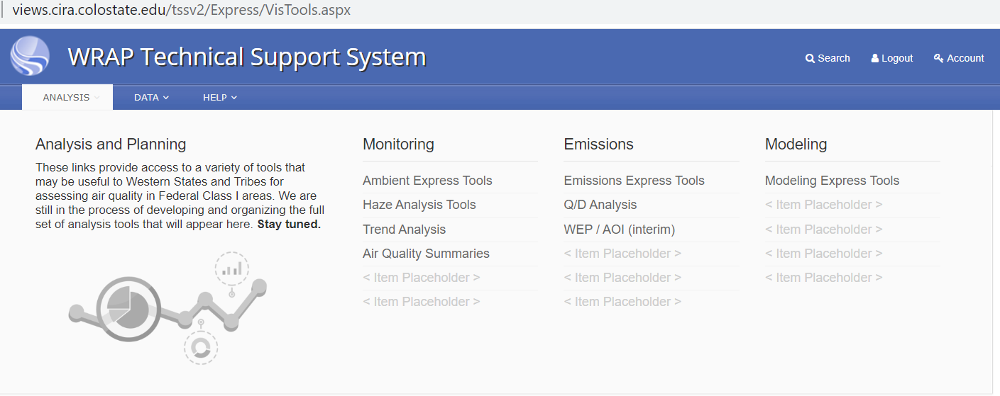 views.cira.colostate.edu/tssv2/Express/VisTools.aspx
WRAP Technical Support System
Search Logout Account
ANALYSIS DATA HELP
Analysis and Planning
These links provide access to a variety of tools that
may be useful to Western States and Tribes for
assessing air quality in Federal Class I areas. We are
still in the process of developing and organizing the full
set of analysis tools that will appear here. Stay tuned.
Monitoring
Ambient Express Tools
Haze Analysis Tools
Trend Analysis
Air Quality Summaries
< Item Placeholder >
< Item Placeholder >
Emissions
Emissions Express Tools
Q/D Analysis
WEP / AOI (interim)
< Item Placeholder >
< Item Placeholder >
< Item Placeholder >
Modeling
Modeling Express Tools
< Item Placeholder >
< Item Placeholder >
< Item Placeholder >
< Item Placeholder >